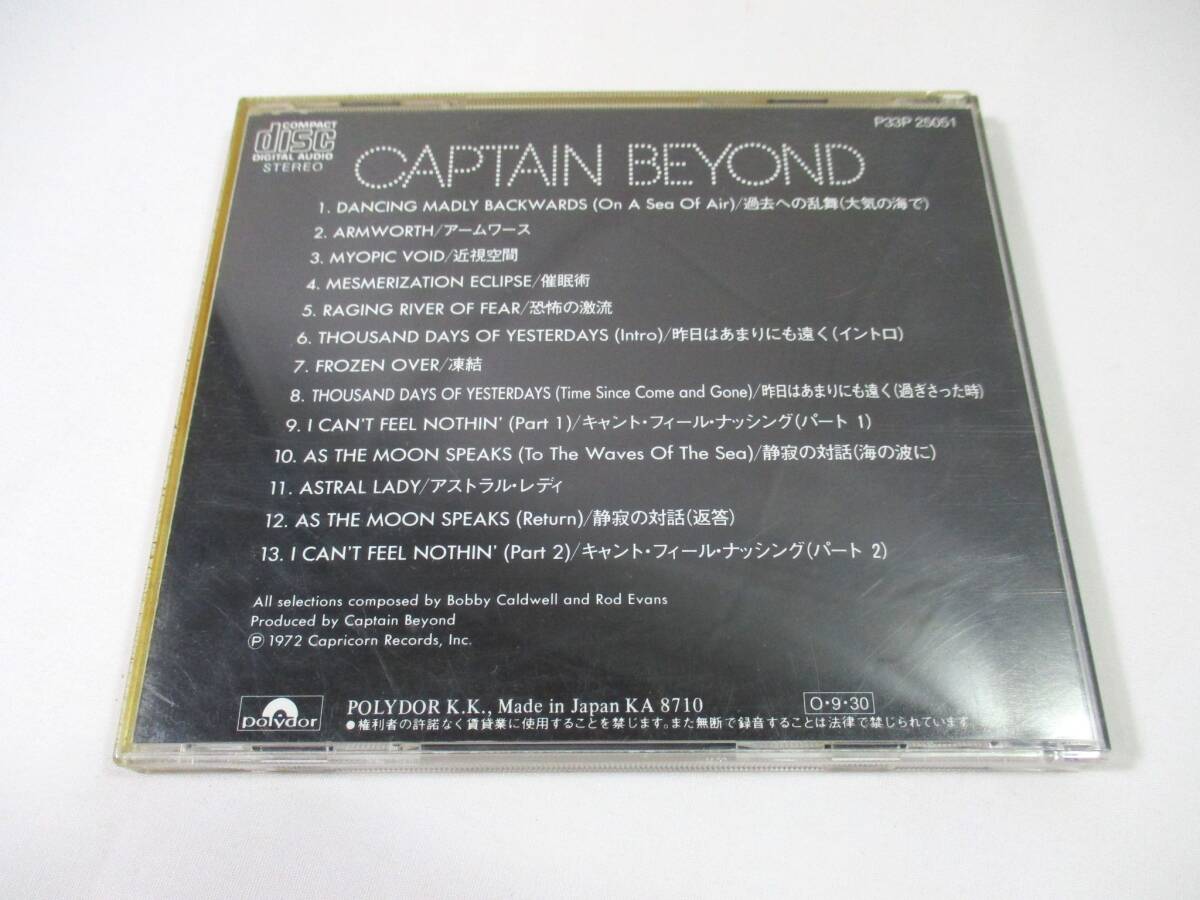 COMPACT
disc
DIGITAL AUDIO
STEREO
P33P 25051
CAPTAIN BEYOND
1. DANCING MADLY BACKWARDS (On A Sea Of Air)/過去への乱舞(大気の海で)
2. ARMWORTH/アームワース
3. MYOPIC VOID/近視空間
4. MESMERIZATION ECLIPSE/催眠術
5. RAGING RIVER OF FEAR/恐怖の激流
6. THOUSAND DAYS OF YESTERDAYS (Intro)/昨日はあまりにも遠く(イントロ)
7. FROZEN OVER/凍結
8. THOUSAND DAYS OF YESTERDAYS (Time Since Come and Gone)/昨日はあまりにも遠く(過ぎさった時)
9. I CAN'T FEEL NOTHIN' (Part 1)/キャント・フィール・ナッシング(パート 1)
10. AS THE MOON SPEAKS (To The Waves Of The Sea)/静寂の対話(海の波に)
11. ASTRAL LADY/アストラル・レディ
12. AS THE MOON SPEAKS (Return)/静寂の対話(返答)
13. I CAN'T FEEL NOTHIN' (Part 2)/キャント・フィール・ナッシング(パート 2)
All selections composed by Bobby Caldwell and Rod Evans
Produced by Captain Beyond
Ⓟ 1972 Capricorn Records, Inc.
polydor
POLYDOR K.K., Made in Japan KA 8710
O・9・30
●権利者の許諾なく賃貸業に使用することを禁じます。また無断で録音することは法律で禁じられています。